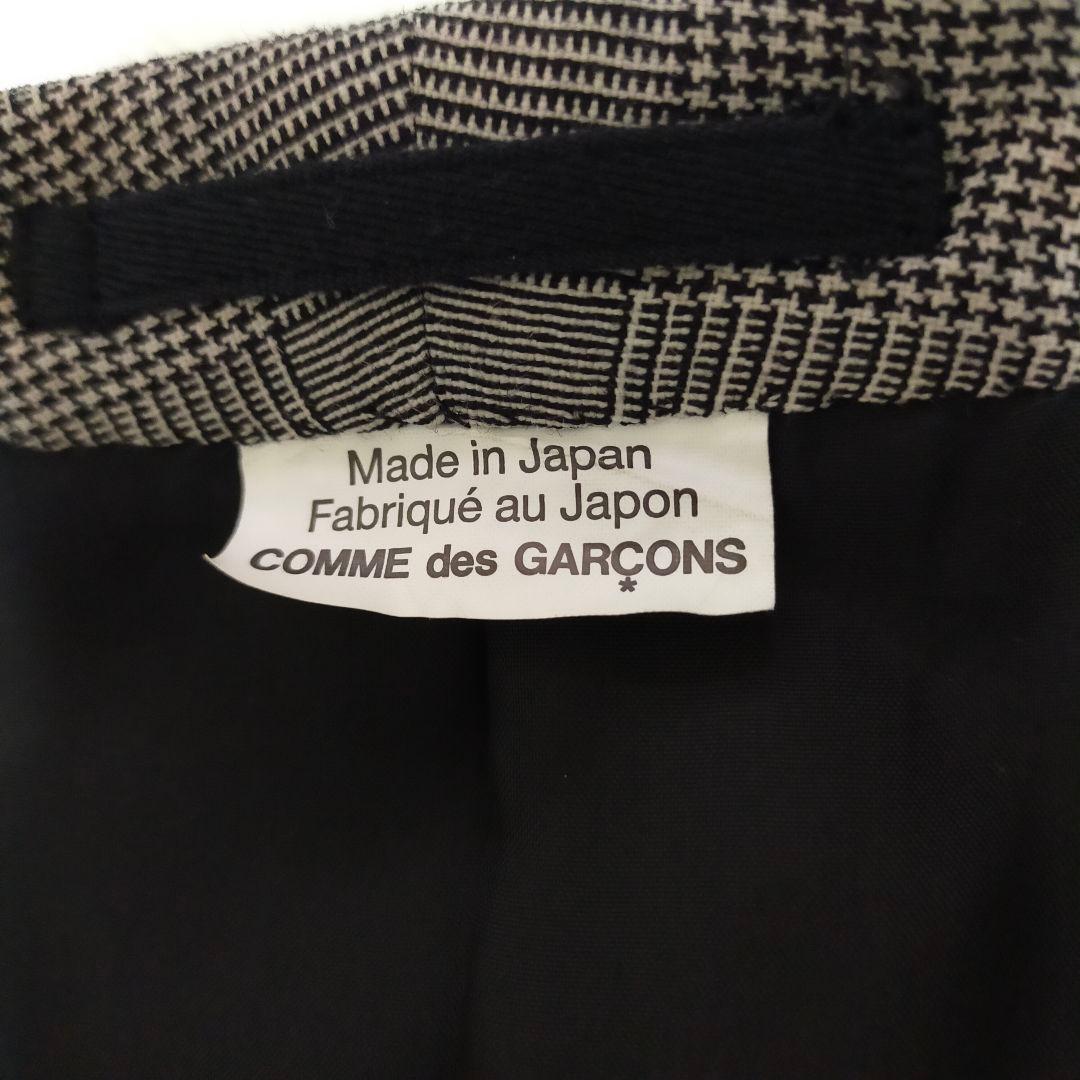 Made in Japan
Fabriqué au Japon
COMME des GARÇONS
*